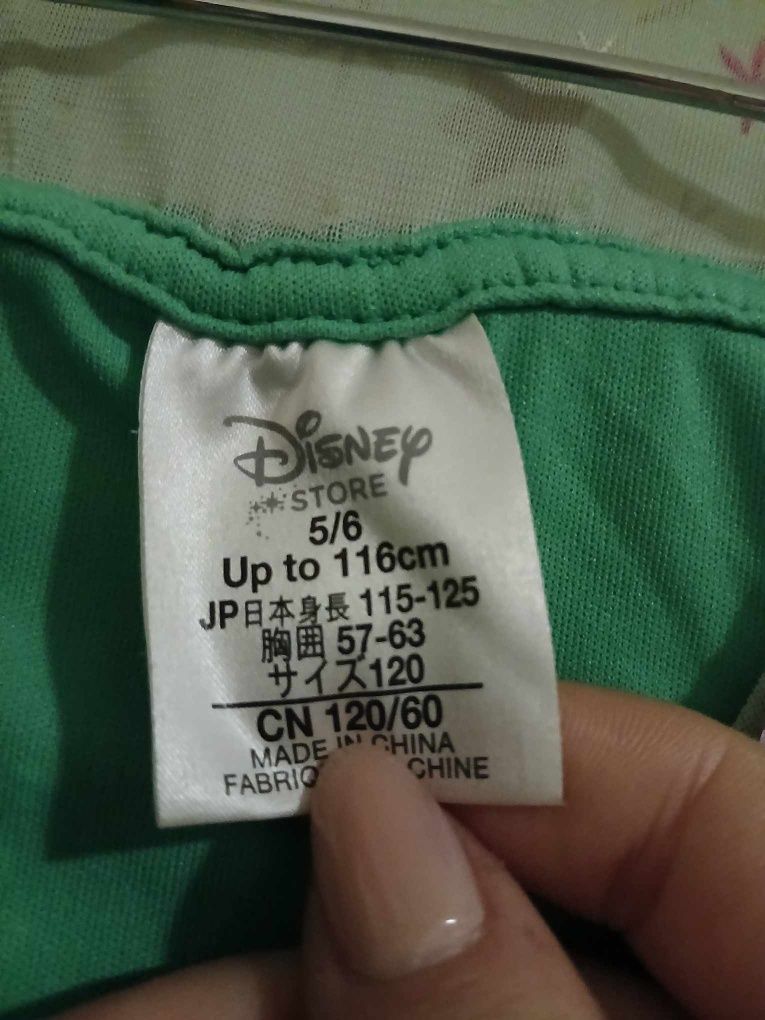 Disney
STORE
5/6
Up to 116cm
JP日本身長 115-125
胸囲 57-63
サイズ120
CN 120/60
MADE IN CHINA
CHINE